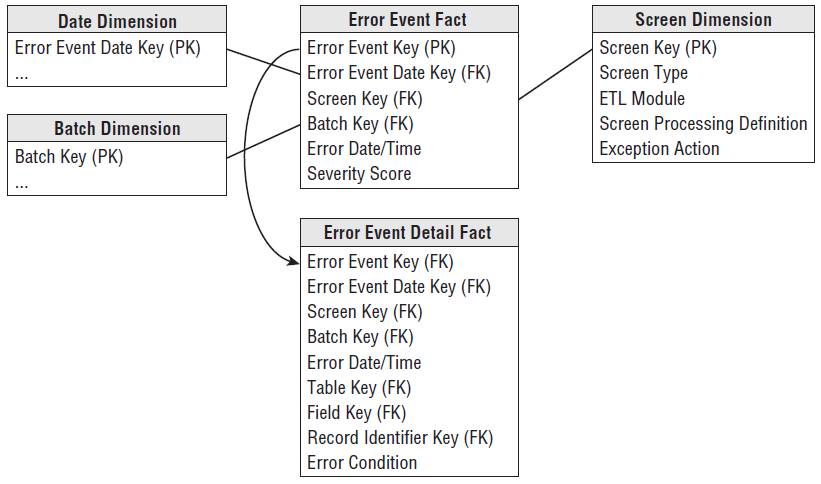 Date Dimension
Error Event Date Key (PK)
...
Batch Dimension
Batch Key (PK)
...
Error Event Fact
Error Event Key (PK)
Error Event Date Key (FK)
Screen Key (FK)
Batch Key (FK)
Error Date/Time
Severity Score
Screen Dimension
Screen Key (PK)
Screen Type
ETL Module
Screen Processing Definition
Exception Action
Error Event Detail Fact
Error Event Key (FK)
Error Event Date Key (FK)
Screen Key (FK)
Batch Key (FK)
Error Date/Time
Table Key (FK)
Field Key (FK)
Record Identifier Key (FK)
Error Condition